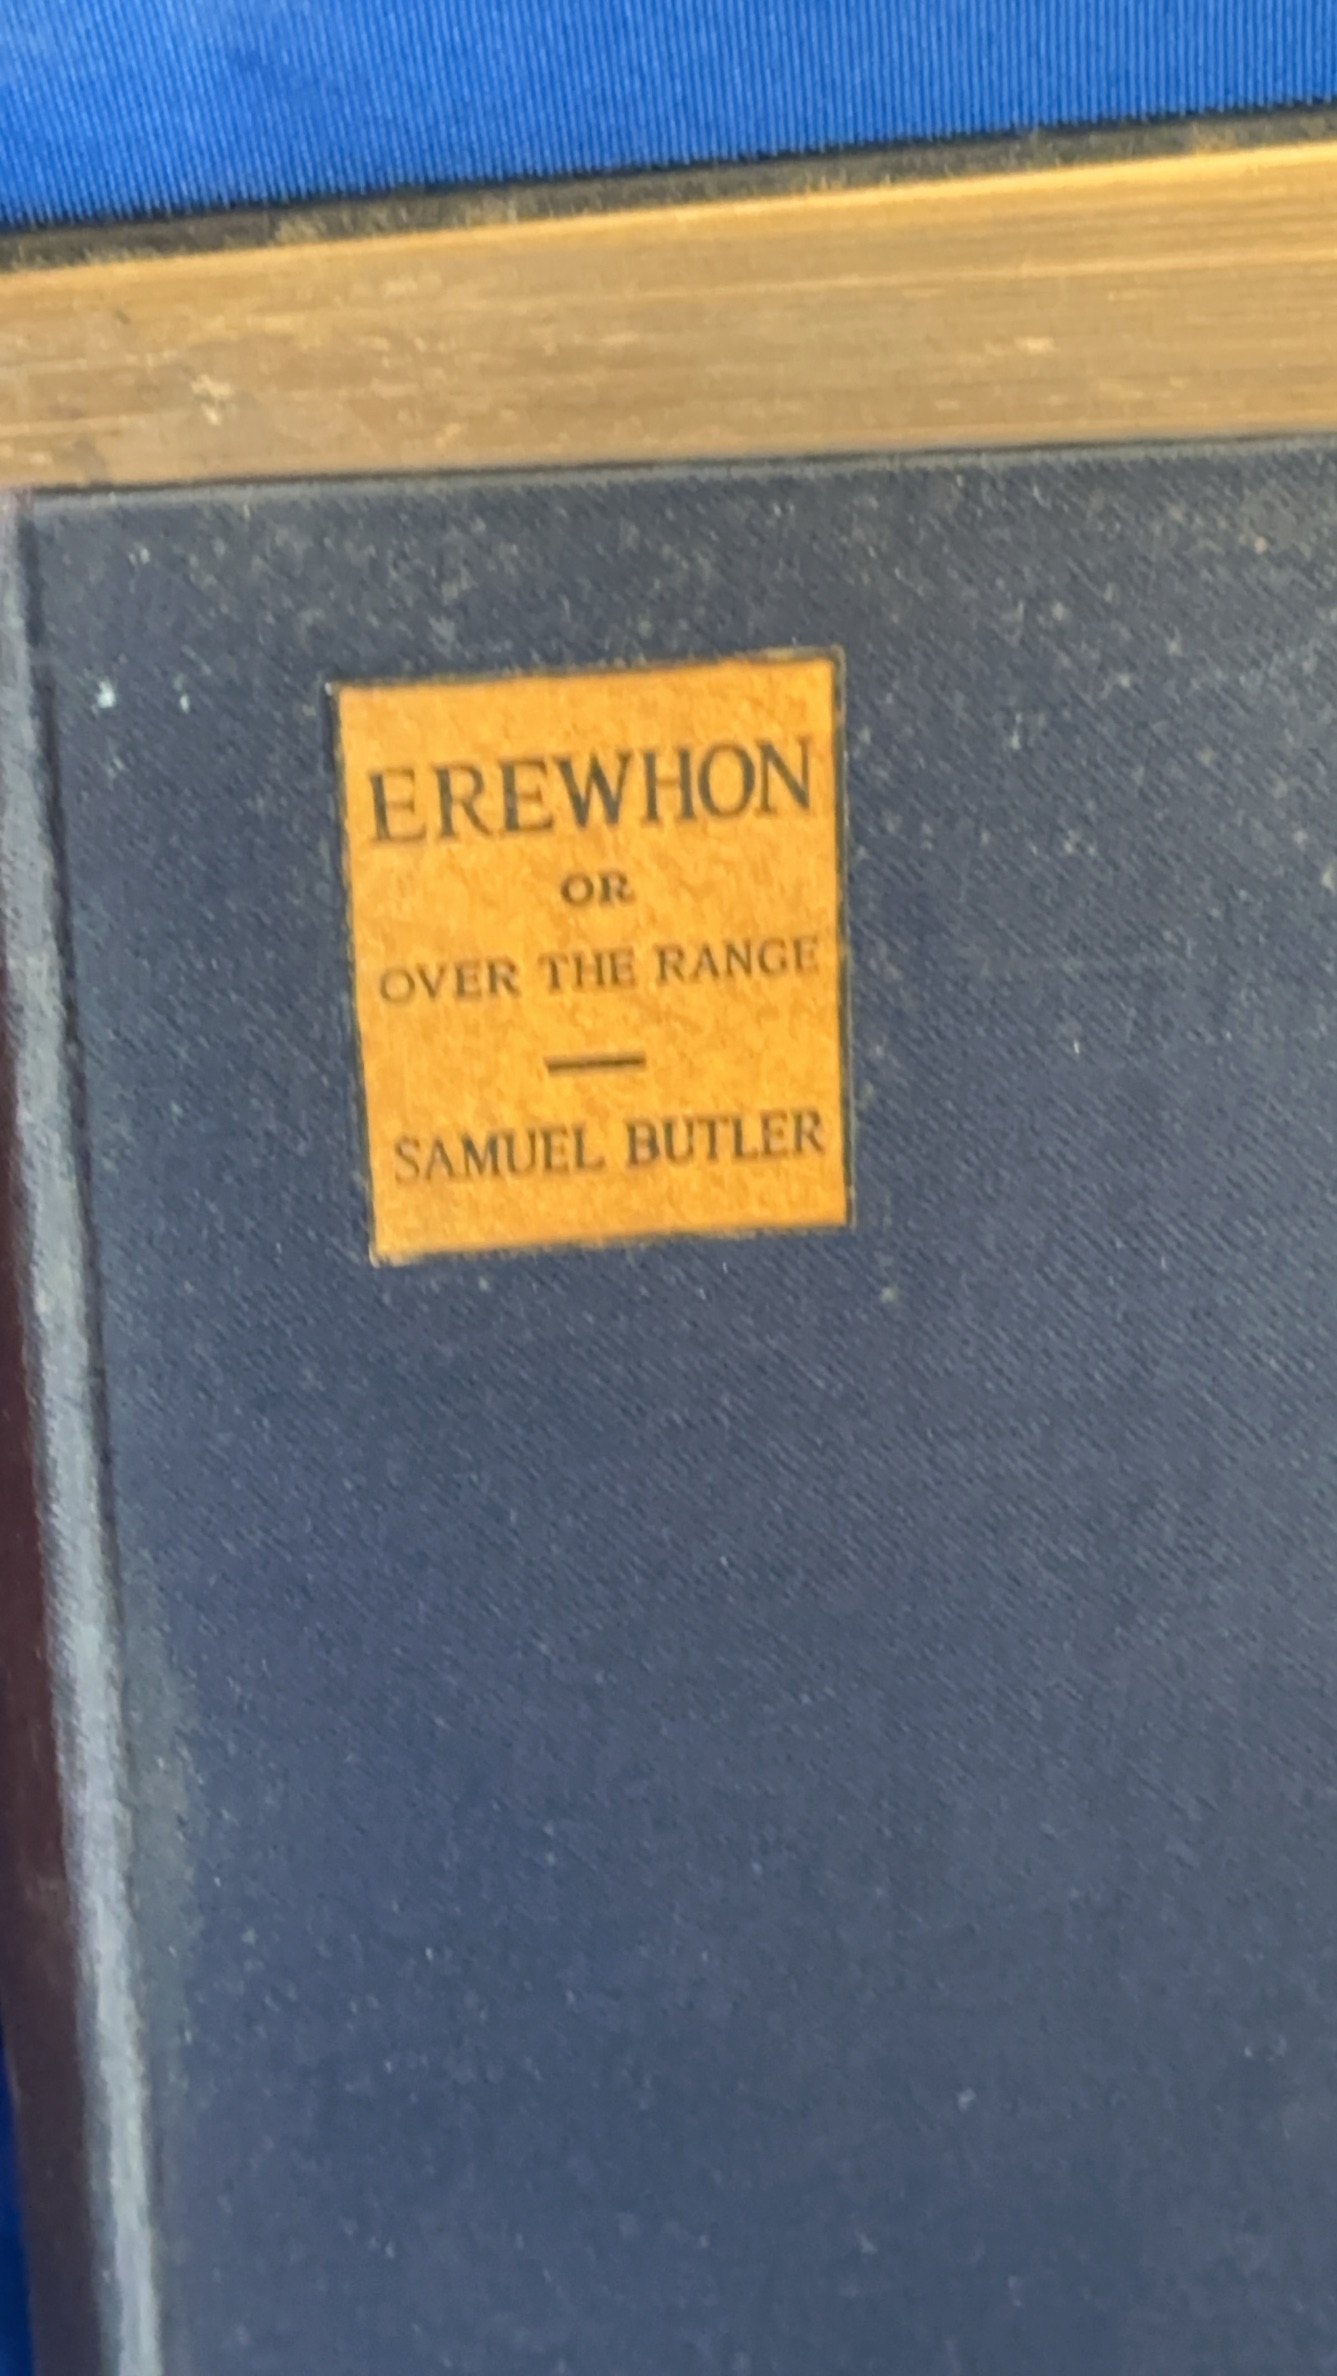 EREWHON
OR
OVER THE RANGE
SAMUEL BUTLER